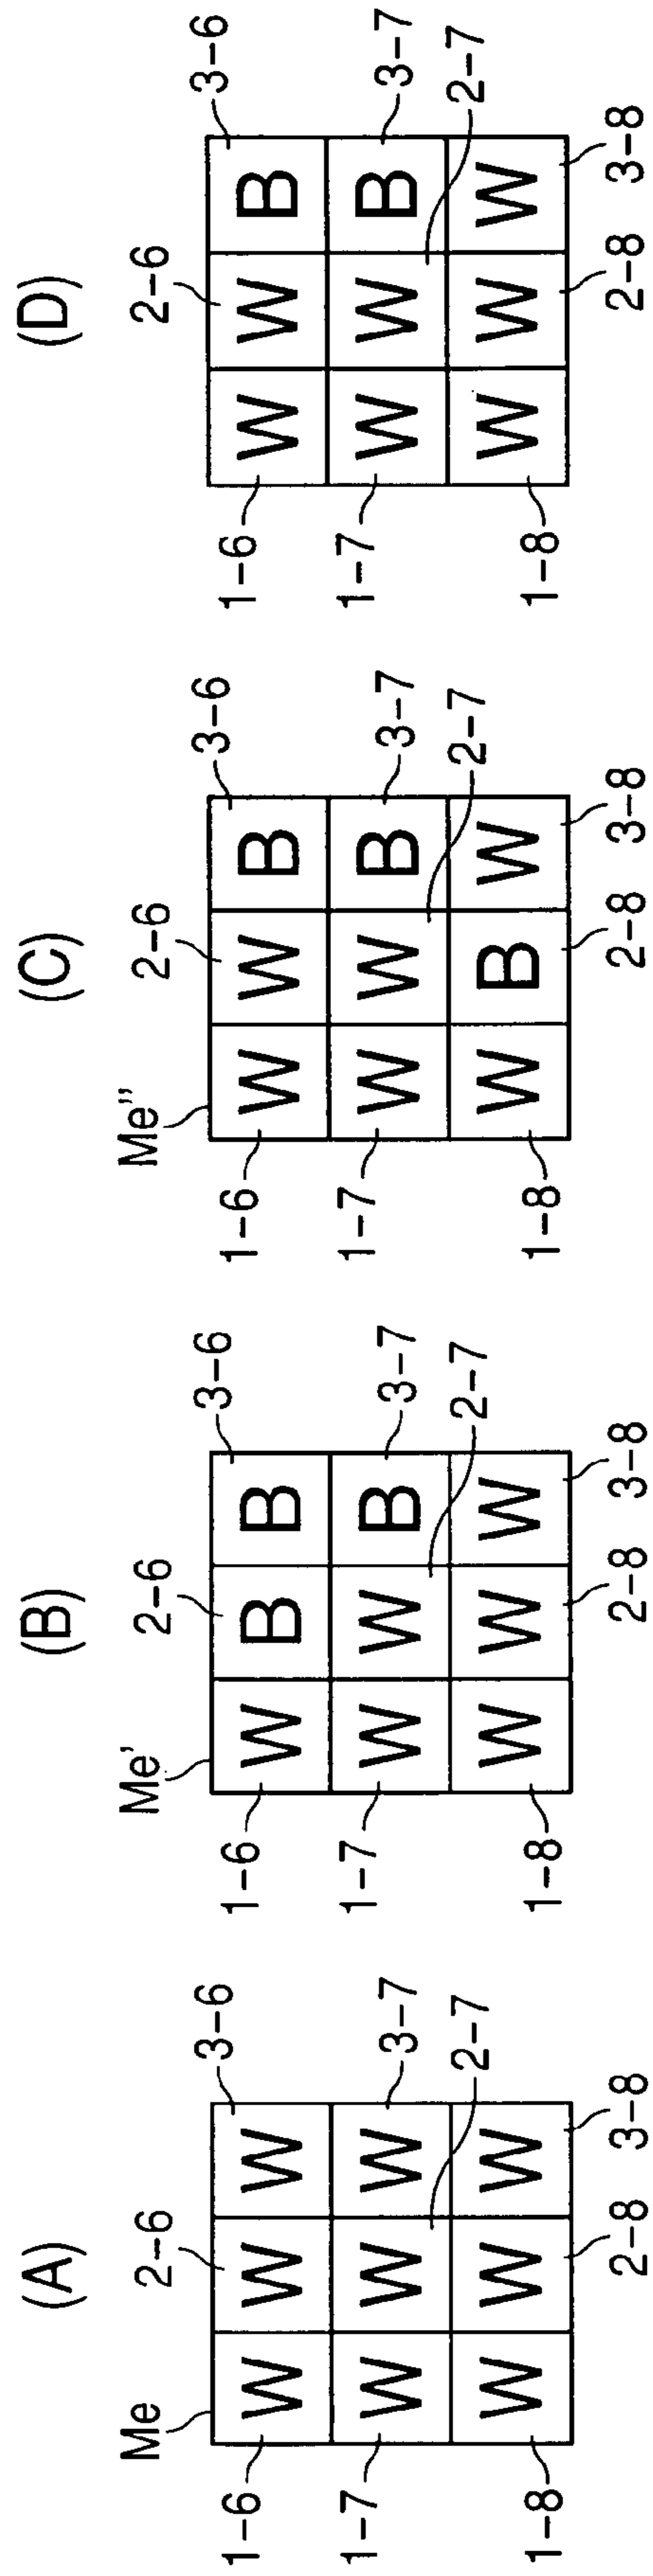 (A)
Me 2-6 3-6
1-6 W W W
3-7
1-7 W W W
2-7
1-8 W W W
2-8 3-8
(B)
Me' 2-6 3-6
1-6 W B B
3-7
1-7 W W B
2-7
1-8 W W W
2-8 3-8
(C)
Me'' 2-6 3-6
1-6 W W B
3-7
1-7 W W B
2-7
1-8 W B W
2-8 3-8
(D)
2-6 3-6
1-6 W W B
3-7
1-7 W W B
2-7
1-8 W W W
2-8 3-8